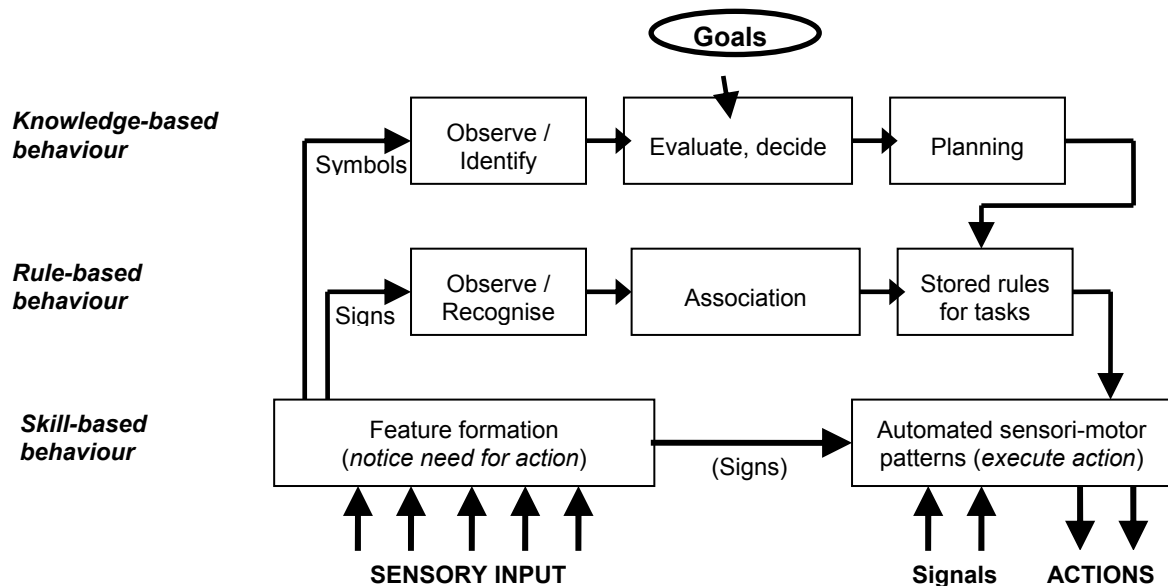 Goals
Knowledge-based
behaviour
Symbols
Observe /
Identify
Evaluate, decide
Planning
Rule-based
behaviour
Signs
Observe /
Recognise
Association
Stored rules
for tasks
Skill-based
behaviour
Feature formation
(notice need for action)
(Signs)
Automated sensori-motor
patterns (execute action)
SENSORY INPUT
Signals
ACTIONS